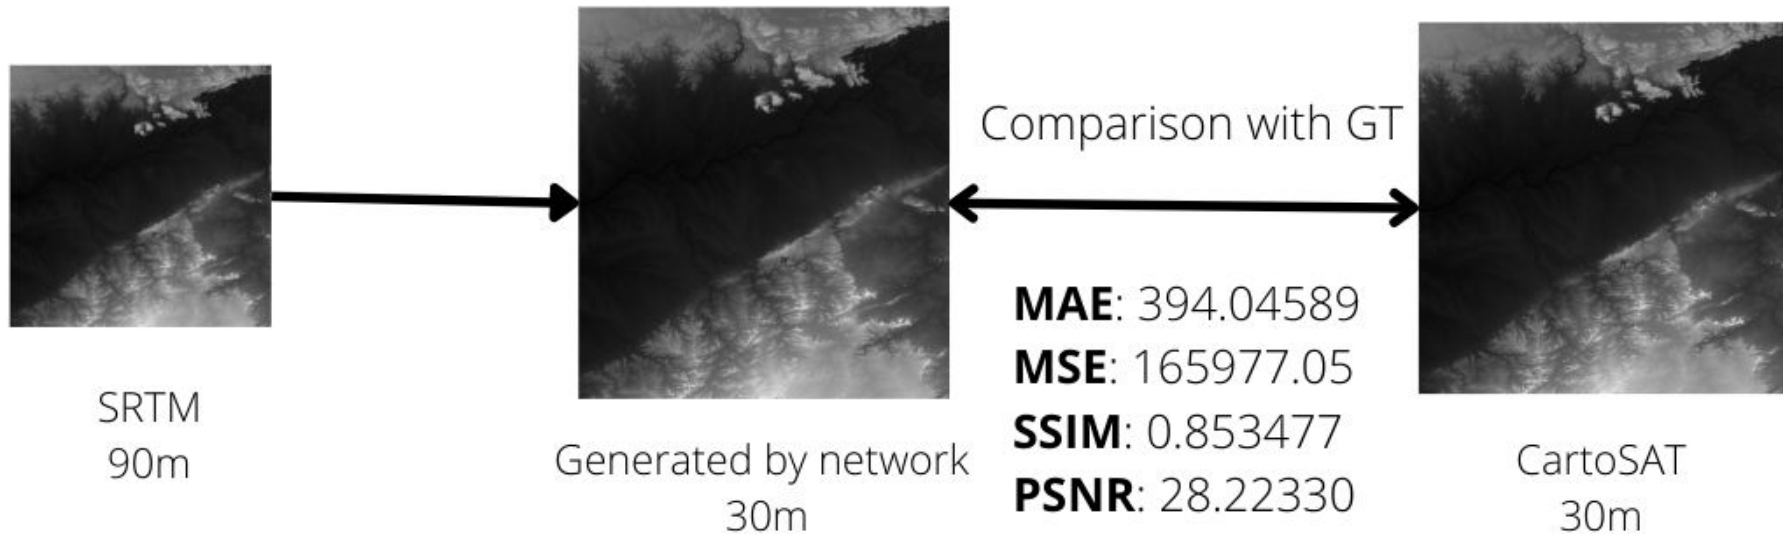 SRTM
90m
Generated by network
30m
Comparison with GT
MAE: 394.04589
MSE: 165977.05
SSIM: 0.853477
PSNR: 28.22330
CartoSAT
30m